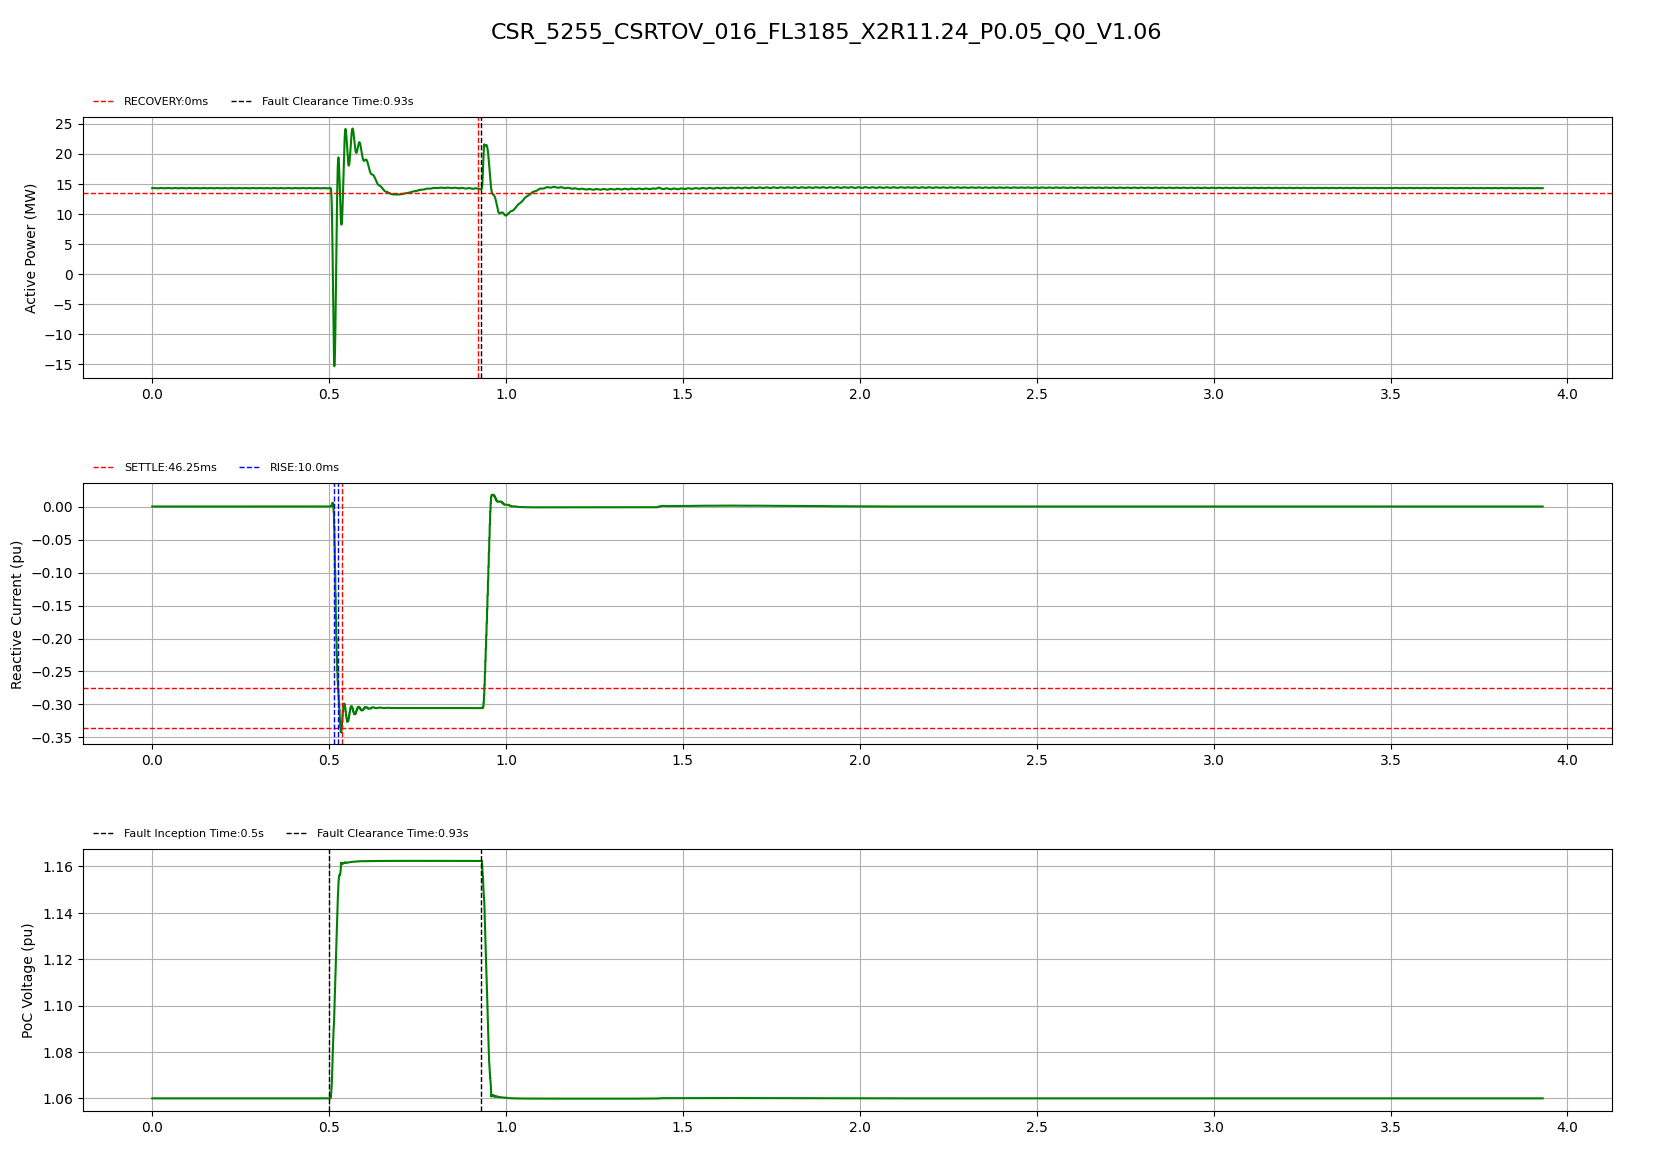 CSR_5255_CSRTOV_016_FL3185_X2R11.24_P0.05_Q0_V1.06
RECOVERY:0ms Fault Clearance Time:0.93s
Active Power (MW)
25
20
15
10
5
0
−5
−10
−15
0.0 0.5 1.0 1.5 2.0 2.5 3.0 3.5 4.0
SETTLE:46.25ms RISE:10.0ms
Reactive Current (pu)
0.00
−0.05
−0.10
−0.15
−0.20
−0.25
−0.30
−0.35
0.0 0.5 1.0 1.5 2.0 2.5 3.0 3.5 4.0
Fault Inception Time:0.5s Fault Clearance Time:0.93s
PoC Voltage (pu)
1.16
1.14
1.12
1.10
1.08
1.06
0.0 0.5 1.0 1.5 2.0 2.5 3.0 3.5 4.0